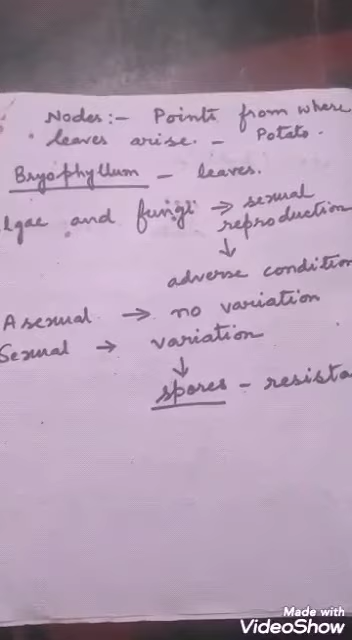 Nodes:- Points from where
leaves arise. - Potato.
Bryophyllum - leaves.
lgae and fungi → sexual
reproduction
↓
adverse condition
Asexual → no variation
Sexual → variation
↓
spores - resista
Made with
VideoShow